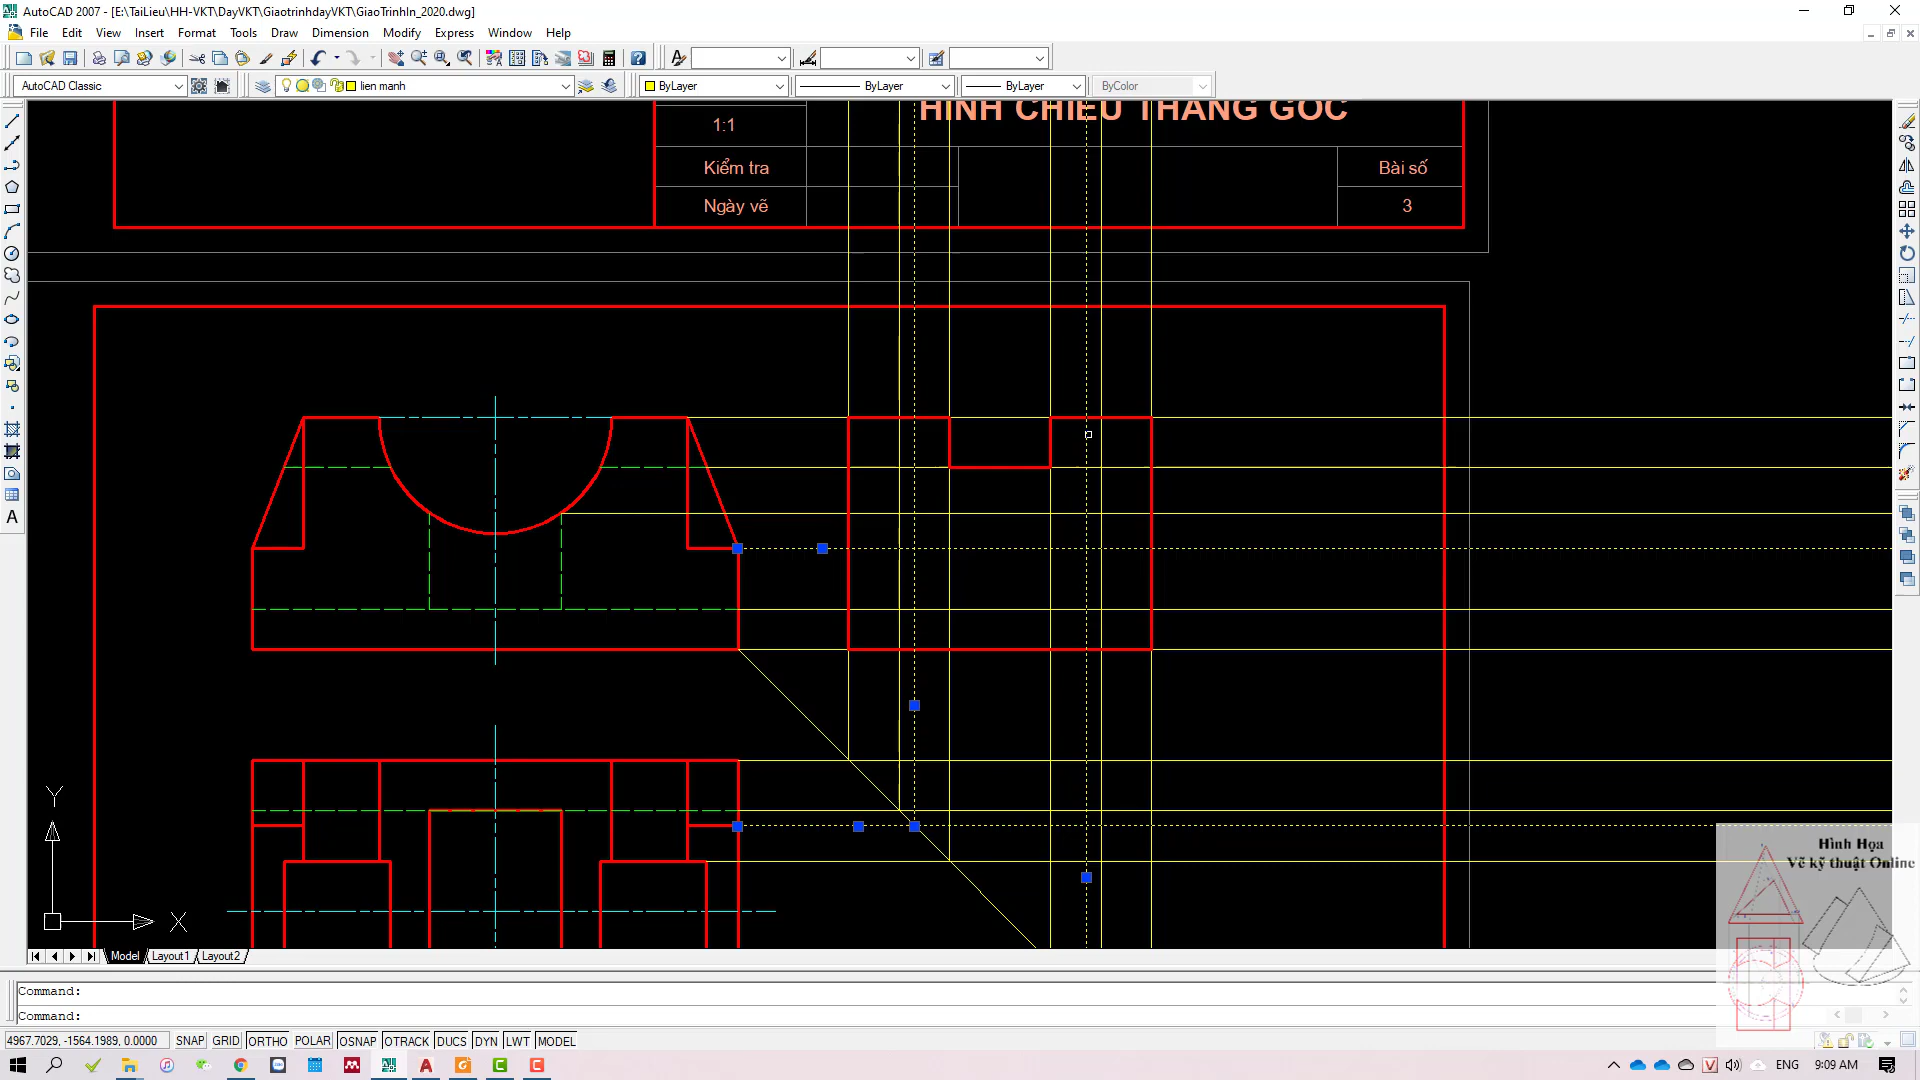 AutoCAD 2007 - [E:\TaiLieu\HH-VKT\DayVKT\GiaotrinhdayVKT\GiaoTrinhIn_2020.dwg]
File Edit View Insert Format Tools Draw Dimension Modify Express Window Help
AutoCAD Classic
lien manh
ByLayer
ByLayer
ByLayer
ByColor
HÌNH CHIẾU THẲNG GÓC
1:1
Kiểm tra
Bài số
Ngày vẽ
3
A
Y
X
Hình Họa
Vẽ kỹ thuật Online
Model Layout1 Layout2
Command:
Command:
4967.7029, -1564.1989, 0.0000 SNAP GRID ORTHO POLAR OSNAP OTRACK DUCS DYN LWT MODEL
ENG 9:09 AM